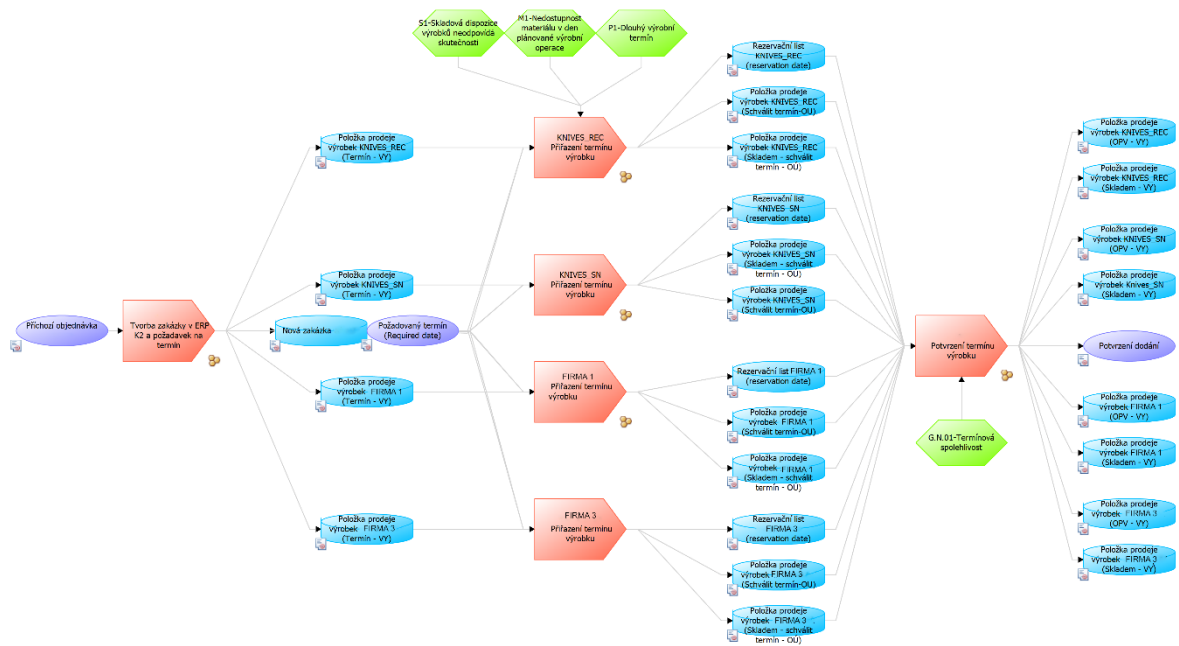 S1-Skladová dispozice
výrobků neodpovídá
skutečnosti
M1-Nedostupnost
materiálu v den
plánované výrobní
operace
P1-Dlouhý výrobní
termín
Příchozí objednávka
Tvorba zakázky v ERP
K2 a požadavek na
termín
Položka prodeje
výrobek KNIVES_REC
(Termín - VY)
Položka prodeje
výrobek KNIVES_SN
(Termín - VY)
Nová zakázka
Požadovaný termín
(Required date)
Položka prodeje
výrobek FIRMA 1
(Termín - VY)
Položka prodeje
výrobek FIRMA 3
(Termín - VY)
KNIVES_REC
Přiřazení termínu
výrobku
KNIVES_SN
Přiřazení termínu
výrobku
FIRMA 1
Přiřazení termínu
výrobku
FIRMA 3
Přiřazení termínu
výrobku
Rezervační list
KNIVES_REC
(reservation date)
Položka prodeje
výrobek KNIVES_REC
(Schválit termín-OU)
Položka prodeje
výrobek KNIVES_REC
(Skladem - schválit
termín - OU)
Rezervační list
KNIVES_SN
(reservation date)
Položka prodeje
výrobek KNIVES_SN
(Skladem - schválit
termín - OU)
Položka prodeje
výrobek KNIVES_SN
(Schválit termín-OU)
Rezervační list FIRMA 1
(reservation date)
Položka prodeje
výrobek FIRMA 1
(Schválit termín-OU)
Položka prodeje
výrobek FIRMA 1
(Skladem - schválit
termín - OU)
Rezervační list
FIRMA 3
(reservation date)
Položka prodeje
výrobek FIRMA 3
(Schválit termín-OU)
Položka prodeje
výrobek FIRMA 3
(Skladem - schválit
termín - OU)
Potvrzení termínu
výrobku
G.N.01-Termínová
spolehlivost
Položka prodeje
výrobek KNIVES_REC
(OPV - VY)
Položka prodeje
výrobek KNIVES_REC
(Skladem - VY)
Položka prodeje
výrobek KNIVES_SN
(OPV - VY)
Položka prodeje
výrobek Knives_SN
(Skladem - VY)
Potvrzení dodání
Položka prodeje
výrobek FIRMA 1
(OPV - VY)
Položka prodeje
výrobek FIRMA 1
(Skladem - VY)
Položka prodeje
výrobek FIRMA 3
(OPV - VY)
Položka prodeje
výrobek FIRMA 3
(Skladem - VY)